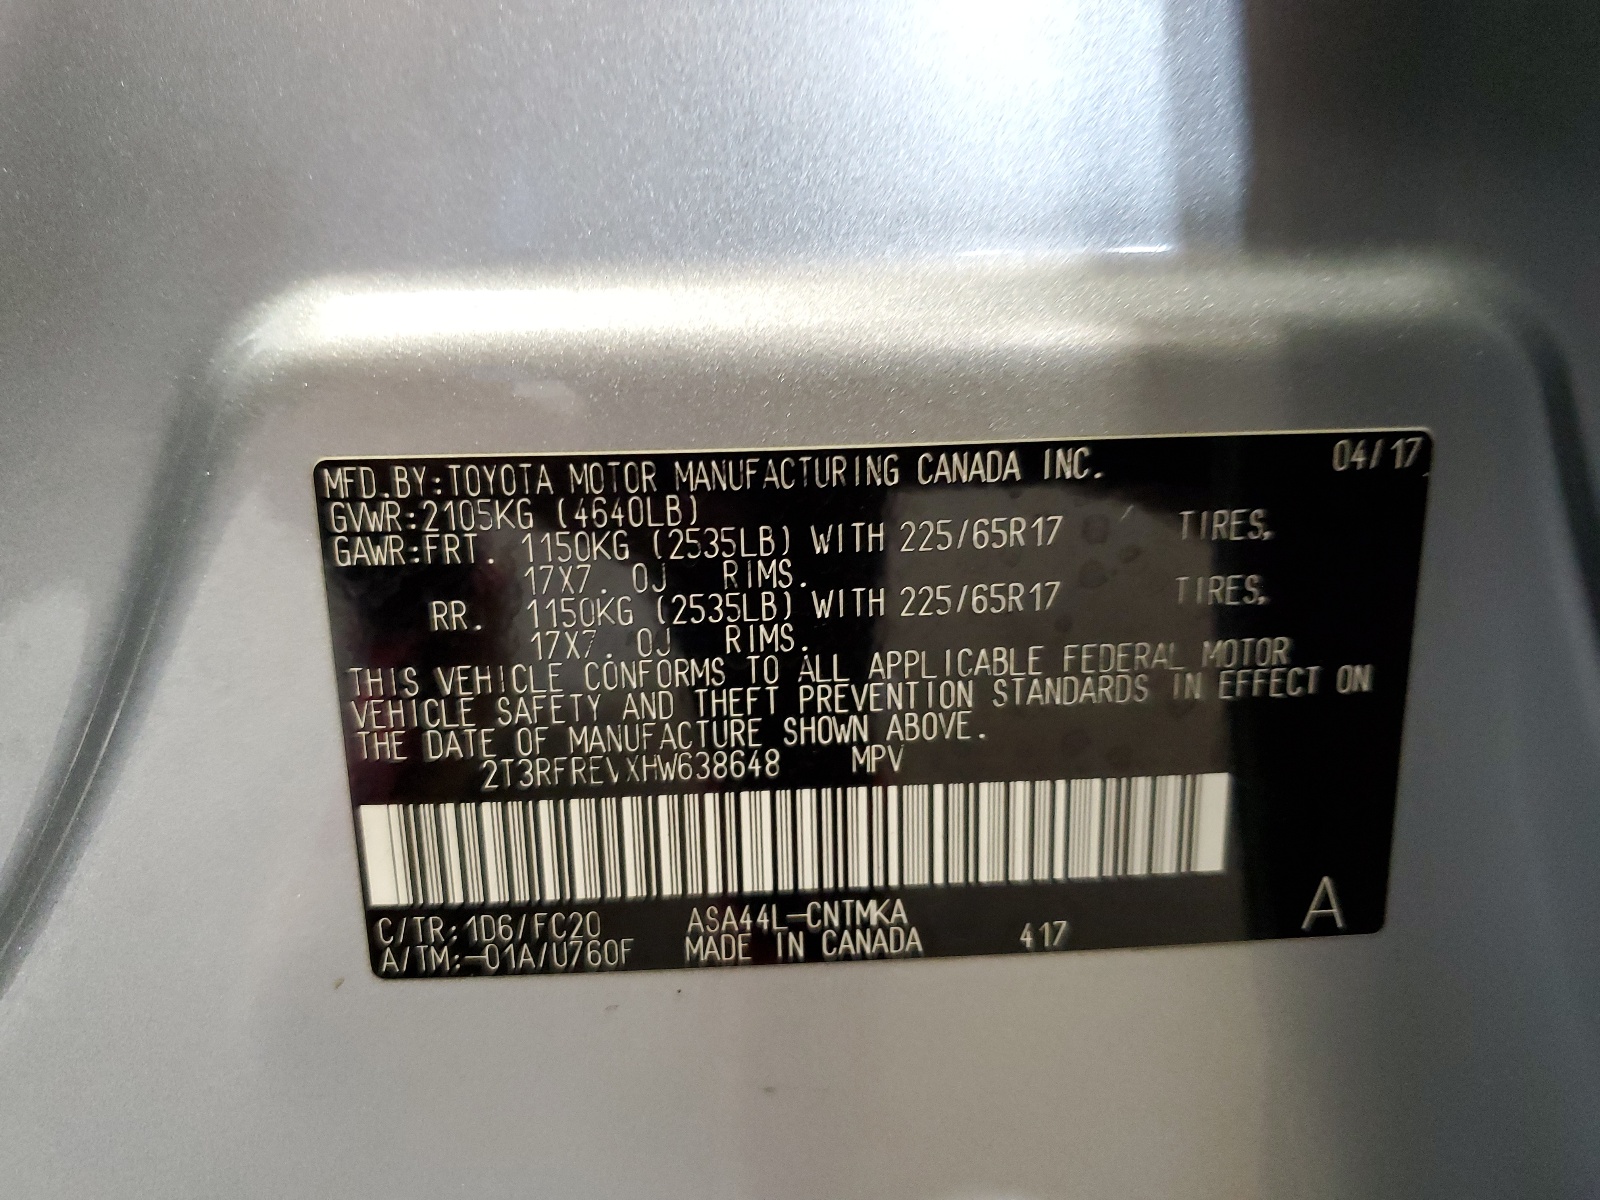 MFD.BY:TOYOTA MOTOR MANUFACTURING CANADA INC. 04/17
GVWR:2105KG (4640LB)
GAWR:FRT. 1150KG (2535LB) WITH 225/65R17 TIRES,
17X7. 0J RIMS.
RR. 1150KG (2535LB) WITH 225/65R17 TIRES,
17X7. 0J RIMS.
THIS VEHICLE CONFORMS TO ALL APPLICABLE FEDERAL MOTOR
VEHICLE SAFETY AND THEFT PREVENTION STANDARDS IN EFFECT ON
THE DATE OF MANUFACTURE SHOWN ABOVE.
2T3RFREVXHW638648 MPV
C/TR:1D6/FC20 ASA44L-CNTMKA A
A/TM:-01A/U760F MADE IN CANADA 417